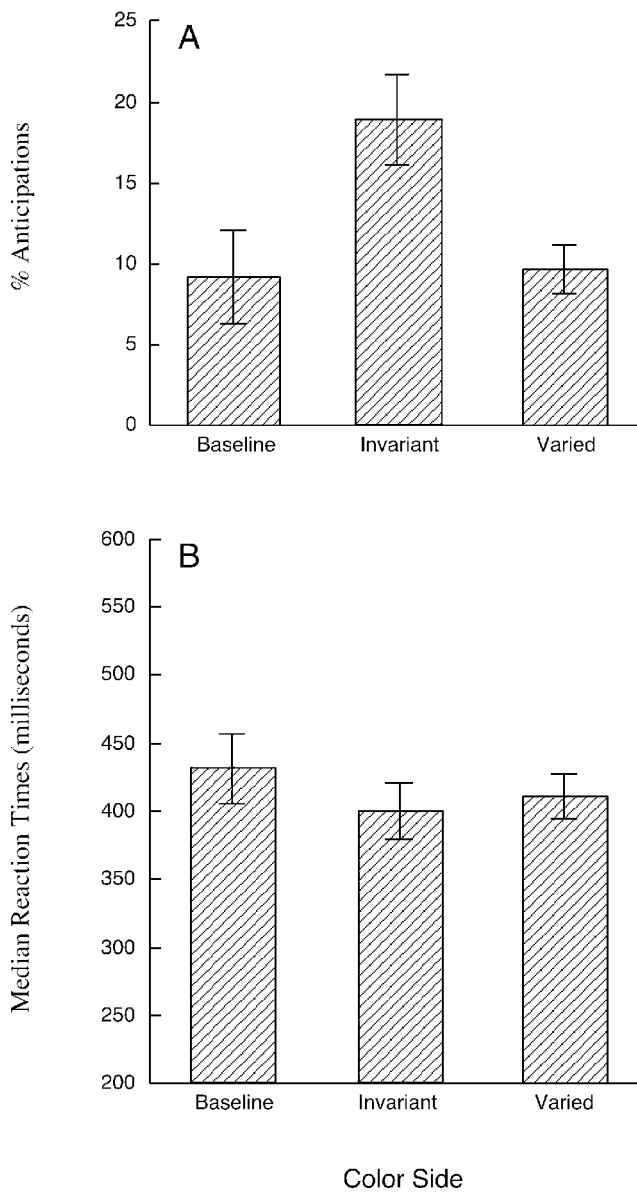 A
% Anticipations
25
20
15
10
5
0
Baseline Invariant Varied
B
Median Reaction Times (milliseconds)
600
550
500
450
400
350
300
250
200
Baseline Invariant Varied
Color Side